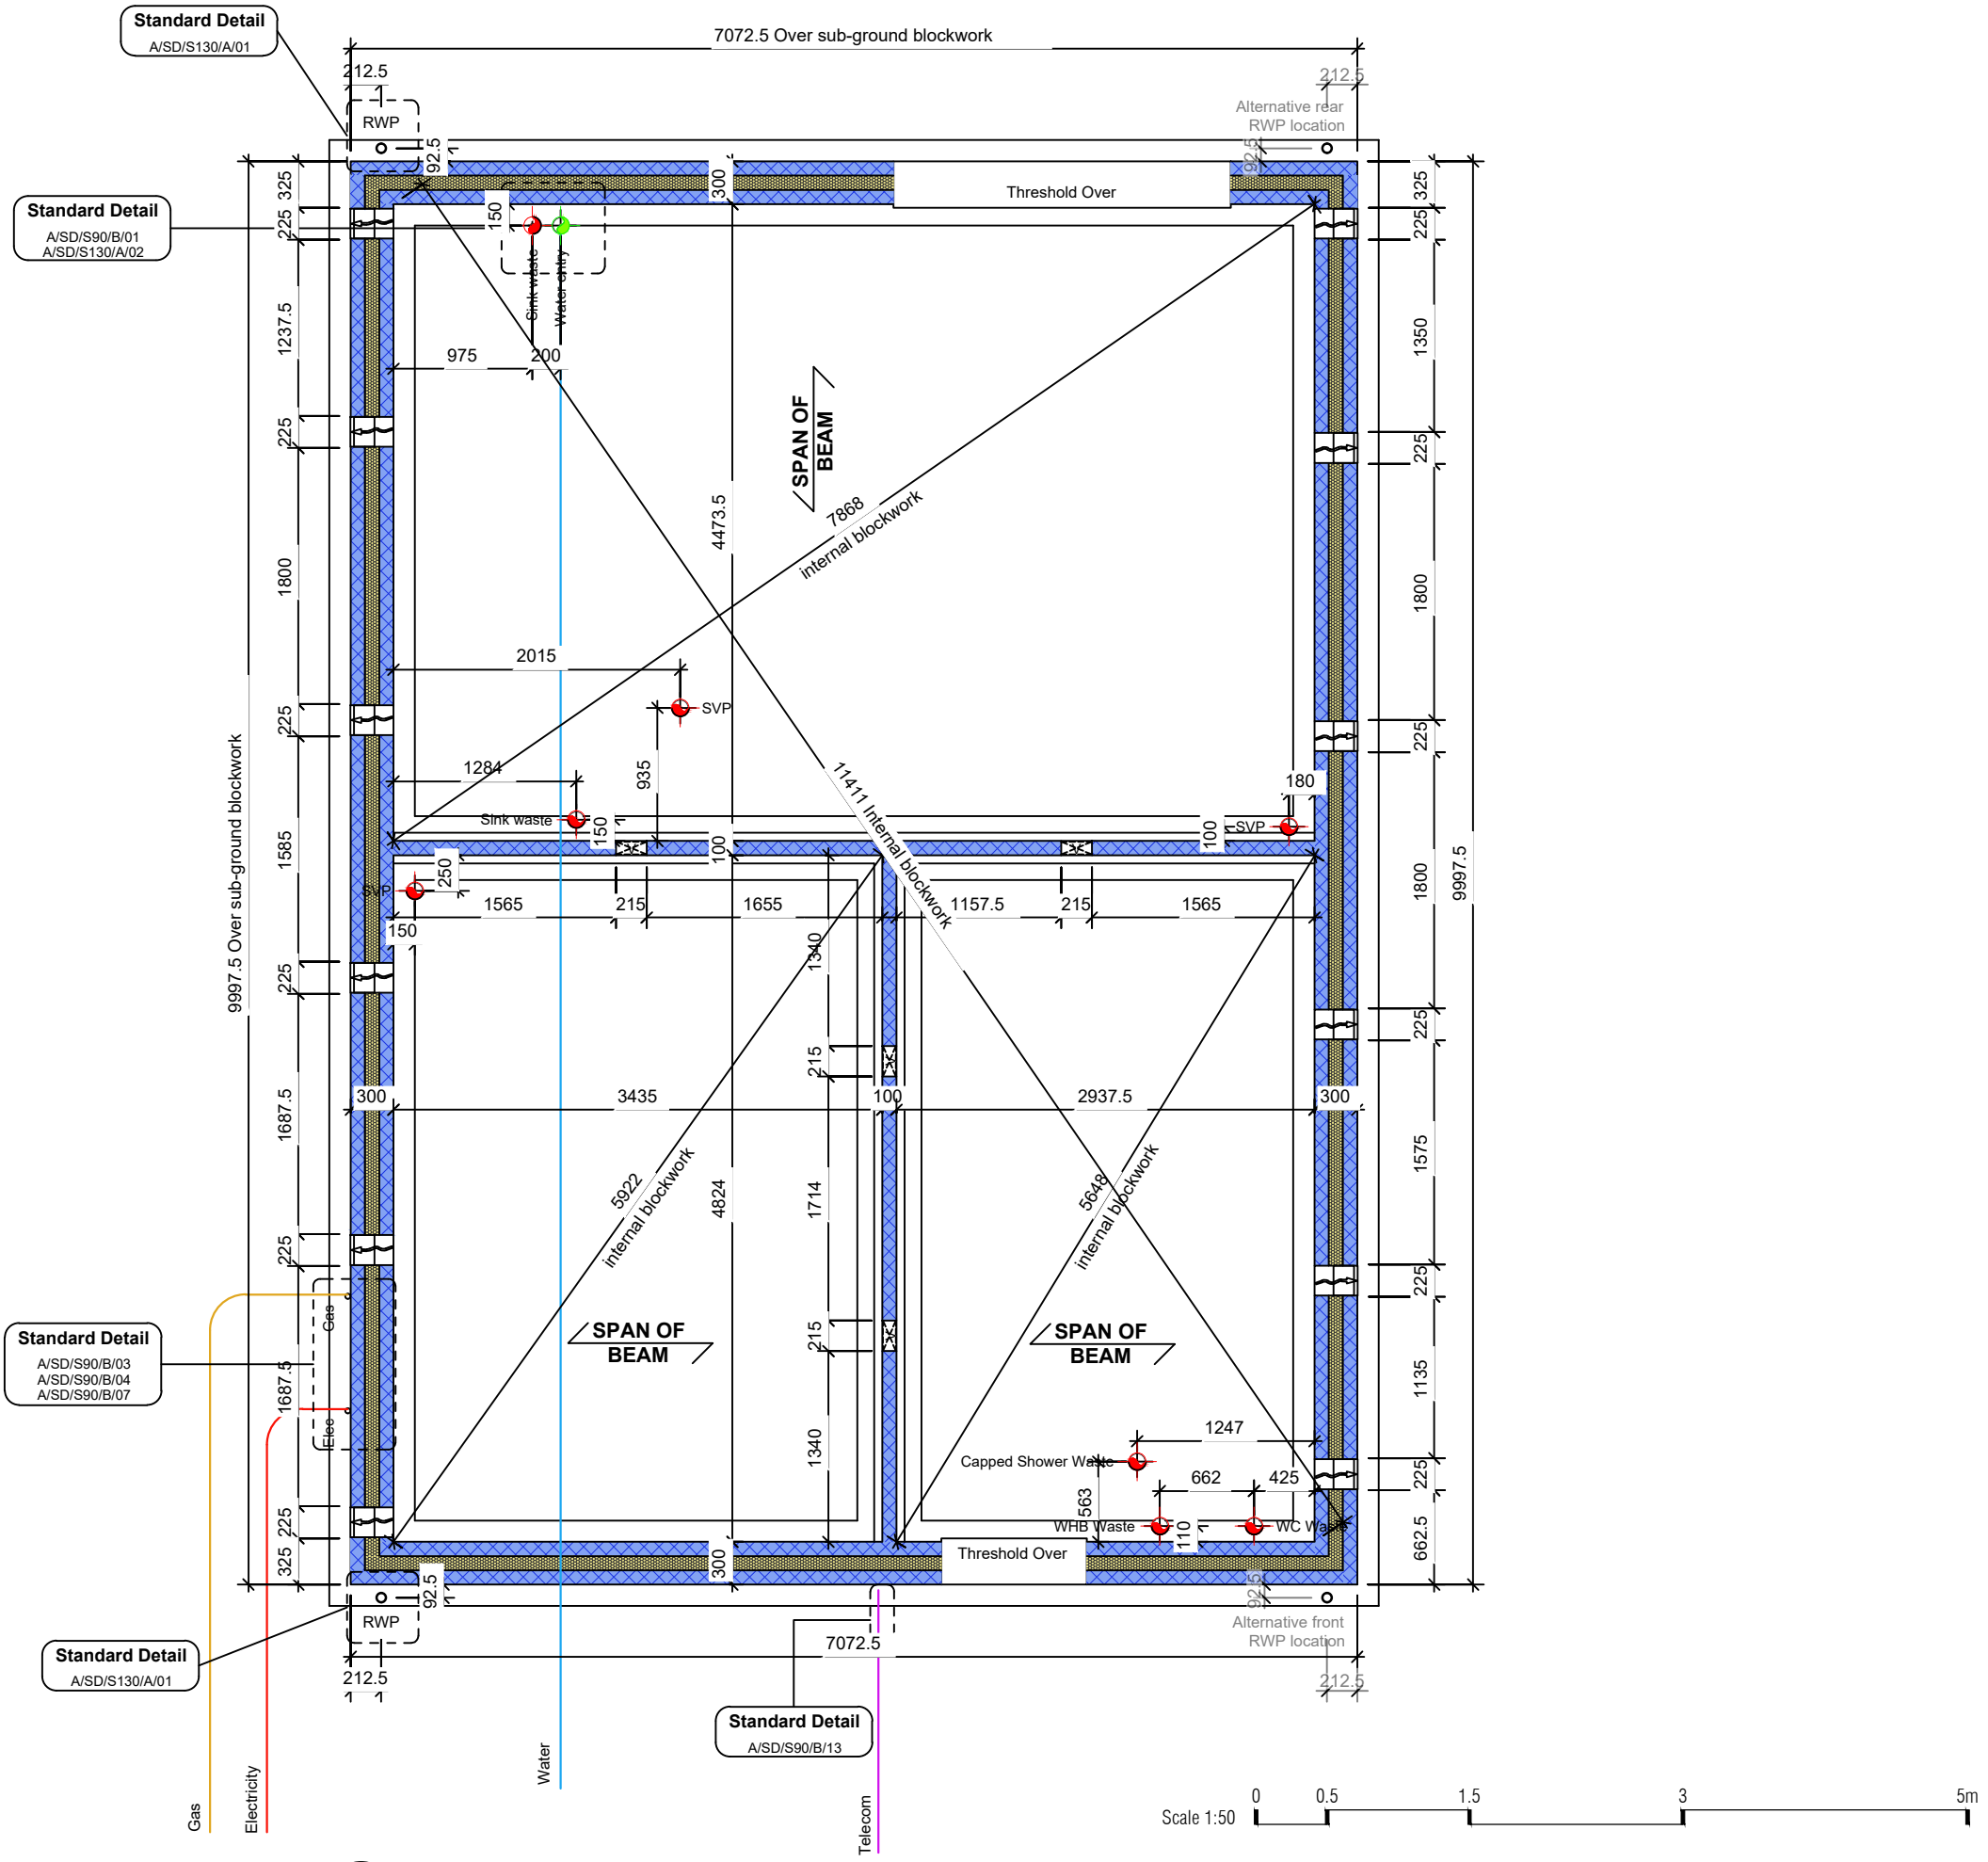 Standard Detail
A/SD/S130/A/01
7072.5 Over sub-ground blockwork
212.5
212.5
RWP
Alternative rear
RWP location
92.5
92.5
300
Threshold Over
325
225
1237.5
225
1800
225
1585
225
1687.5
225
1687.5
225
325
9997.5 Over sub-ground blockwork
Standard Detail
A/SD/S90/B/01
A/SD/S130/A/02
150
Sink waste
Water entry
975
200
SPAN OF
BEAM
4473.5
7868
internal blockwork
325
225
1350
225
1800
225
1800
225
1575
225
1135
225
662.5
9997.5
2015
SVP
935
1284
Sink waste
150
100
11411 Internal blockwork
180
SVP
100
SVP
250
150
1565
215
1655
1157.5
215
1565
1340
215
1714
215
1340
300
3435
100
2937.5
300
5922
internal blockwork
4824
5648
internal blockwork
SPAN OF
BEAM
SPAN OF
BEAM
Gas
Elec
Standard Detail
A/SD/S90/B/03
A/SD/S90/B/04
A/SD/S90/B/07
1247
Capped Shower Waste
662
425
563
WHB Waste
110
WC Waste
Threshold Over
300
92.5
92.5
RWP
Alternative front
RWP location
7072.5
212.5
212.5
Standard Detail
A/SD/S130/A/01
Standard Detail
A/SD/S90/B/13
Gas
Electricity
Water
Telecom
Scale 1:50
0 0.5 1.5 3 5m